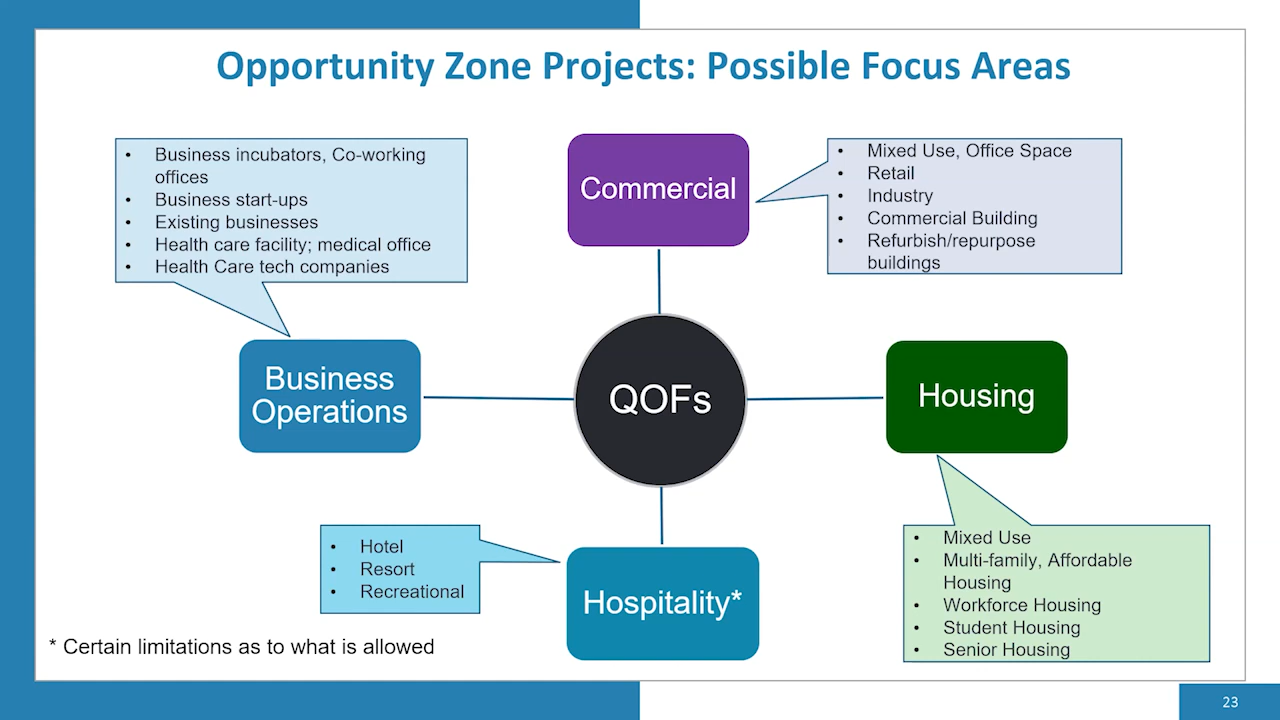 Opportunity Zone Projects: Possible Focus Areas
• Business incubators, Co-working
offices
• Business start-ups
• Existing businesses
• Health care facility; medical office
• Health Care tech companies
Commercial
• Mixed Use, Office Space
• Retail
• Industry
• Commercial Building
• Refurbish/repurpose
buildings
Business
Operations
QOFs
Housing
• Hotel
• Resort
• Recreational
Hospitality*
• Mixed Use
• Multi-family, Affordable
Housing
• Workforce Housing
• Student Housing
• Senior Housing
* Certain limitations as to what is allowed
23